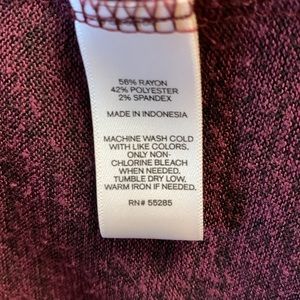 56% RAYON
42% POLYESTER
2% SPANDEX
MADE IN INDONESIA
MACHINE WASH COLD
WITH LIKE COLORS.
ONLY NON-
CHLORINE BLEACH
WHEN NEEDED.
TUMBLE DRY LOW.
WARM IRON IF NEEDED.
RN# 55285